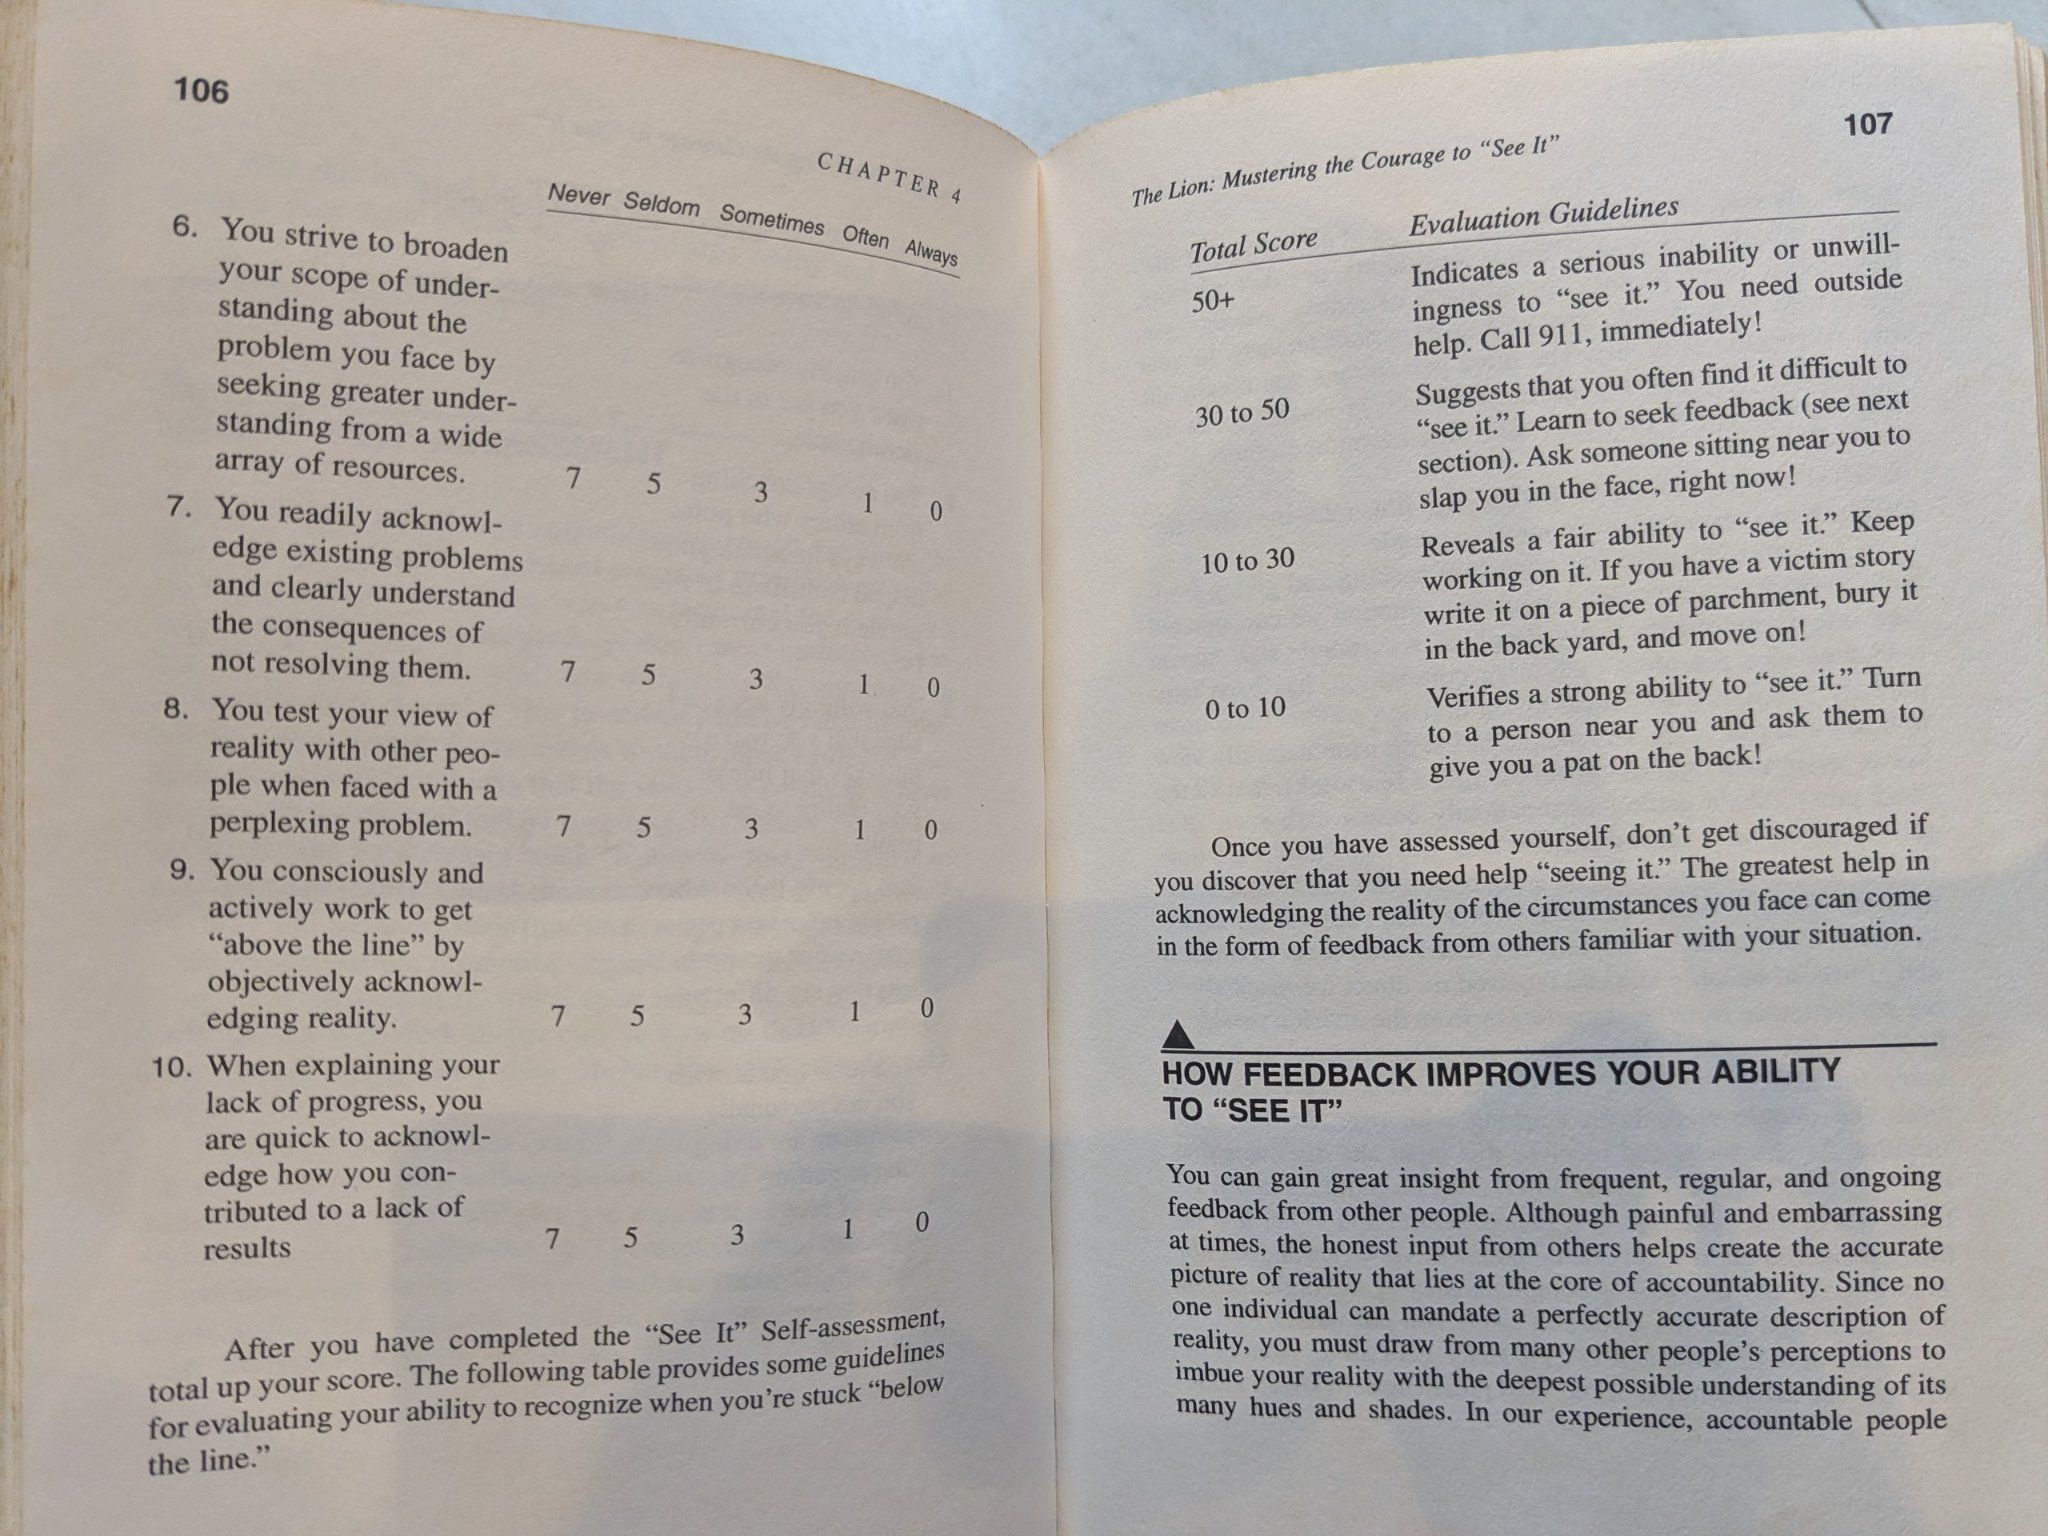 106
CHAPTER 4
Never Seldom Sometimes Often Always
6. You strive to broaden
your scope of under-
standing about the
problem you face by
seeking greater under-
standing from a wide
array of resources. 7 5 3 1 0
7. You readily acknowl-
edge existing problems
and clearly understand
the consequences of
not resolving them. 7 5 3 1 0
8. You test your view of
reality with other peo-
ple when faced with a
perplexing problem. 7 5 3 1 0
9. You consciously and
actively work to get
“above the line” by
objectively acknowl-
edging reality. 7 5 3 1 0
10. When explaining your
lack of progress, you
are quick to acknowl-
edge how you con-
tributed to a lack of
results 7 5 3 1 0
After you have completed the “See It” Self-assessment,
total up your score. The following table provides some guidelines
for evaluating your ability to recognize when you’re stuck “below
the line.”
107
The Lion: Mustering the Courage to “See It”
Total Score Evaluation Guidelines
50+ Indicates a serious inability or unwill-
ingness to “see it.” You need outside
help. Call 911, immediately!
30 to 50 Suggests that you often find it difficult to
“see it.” Learn to seek feedback (see next
section). Ask someone sitting near you to
slap you in the face, right now!
10 to 30 Reveals a fair ability to “see it.” Keep
working on it. If you have a victim story
write it on a piece of parchment, bury it
in the back yard, and move on!
0 to 10 Verifies a strong ability to “see it.” Turn
to a person near you and ask them to
give you a pat on the back!
Once you have assessed yourself, don’t get discouraged if
you discover that you need help “seeing it.” The greatest help in
acknowledging the reality of the circumstances you face can come
in the form of feedback from others familiar with your situation.
HOW FEEDBACK IMPROVES YOUR ABILITY
TO “SEE IT”
You can gain great insight from frequent, regular, and ongoing
feedback from other people. Although painful and embarrassing
at times, the honest input from others helps create the accurate
picture of reality that lies at the core of accountability. Since no
one individual can mandate a perfectly accurate description of
reality, you must draw from many other people’s perceptions to
imbue your reality with the deepest possible understanding of its
many hues and shades. In our experience, accountable people